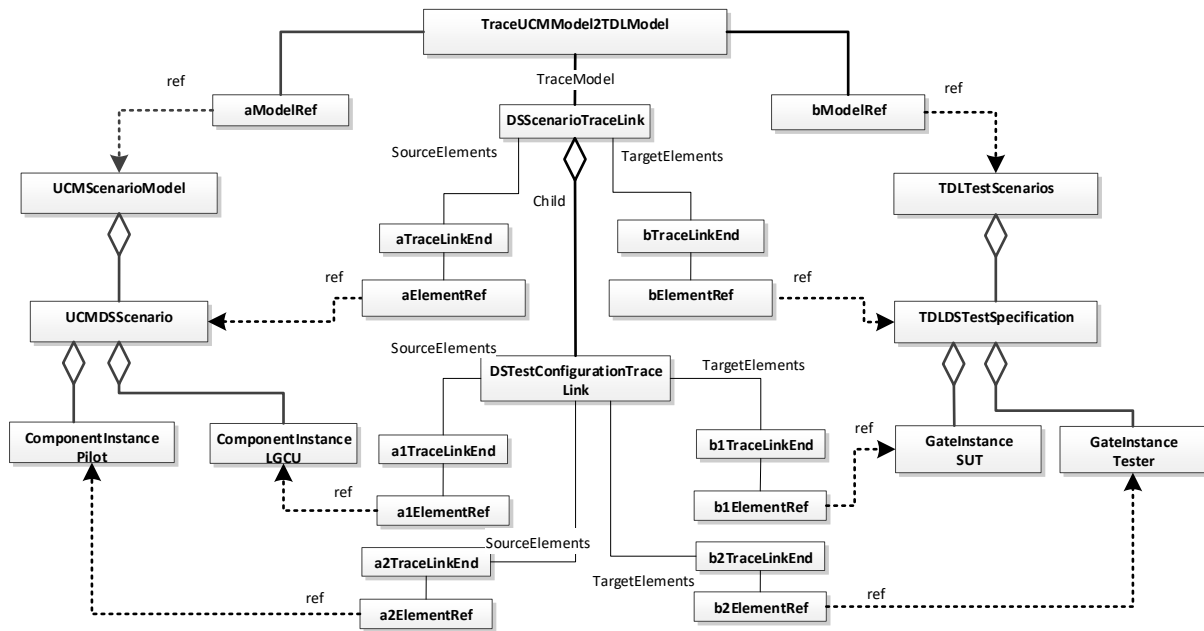 TraceUCMModel2TDLModel
ref
TraceModel
ref
aModelRef
DSScenarioTraceLink
bModelRef
SourceElements
TargetElements
UCMScenarioModel
Child
TDLTestScenarios
aTraceLinkEnd
bTraceLinkEnd
ref
ref
aElementRef
bElementRef
UCMDSScenario
TDLDSTestSpecification
SourceElements
DSTestConfigurationTrace
Link
TargetElements
ComponentInstance
Pilot
ComponentInstance
LGCU
a1TraceLinkEnd
b1TraceLinkEnd
ref
GateInstance
SUT
GateInstance
Tester
ref
a1ElementRef
b1ElementRef
SourceElements
a2TraceLinkEnd
b2TraceLinkEnd
TargetElements
ref
a2ElementRef
b2ElementRef
ref